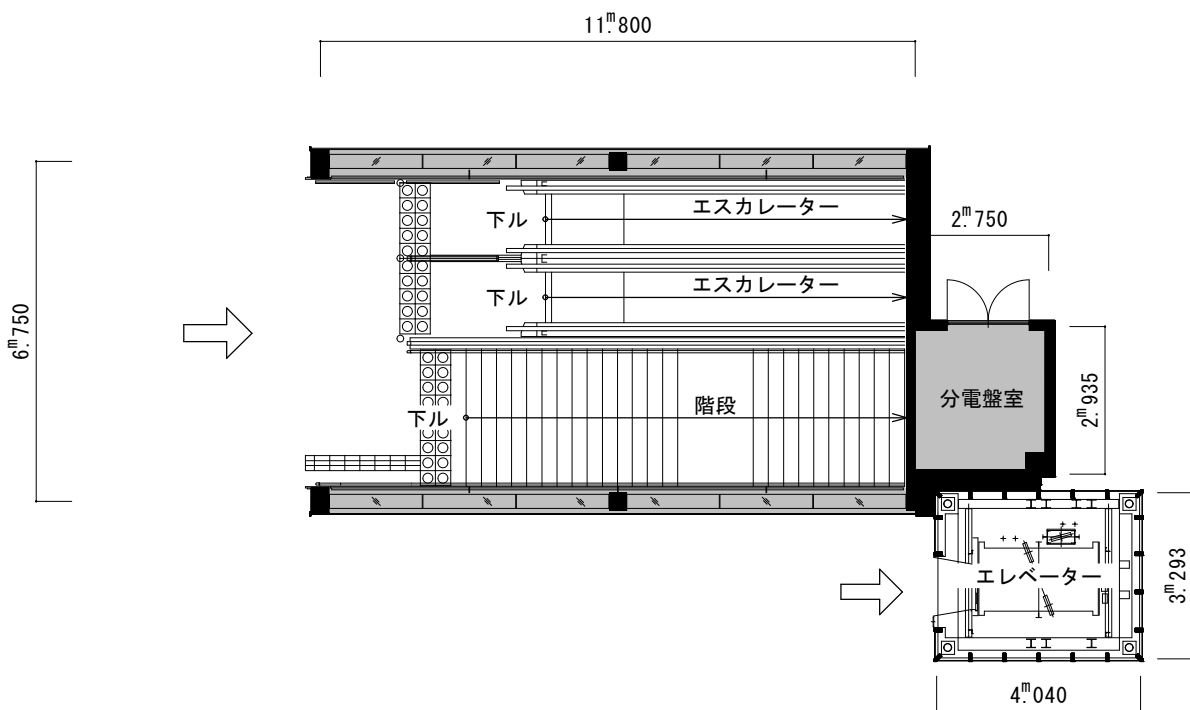 11.ᵐ800
エスカレーター
下ル
2.ᵐ750
エスカレーター
下ル
6.ᵐ750
分電盤室
階段
下ル
2.ᵐ935
エレベーター
3.ᵐ293
4.ᵐ040